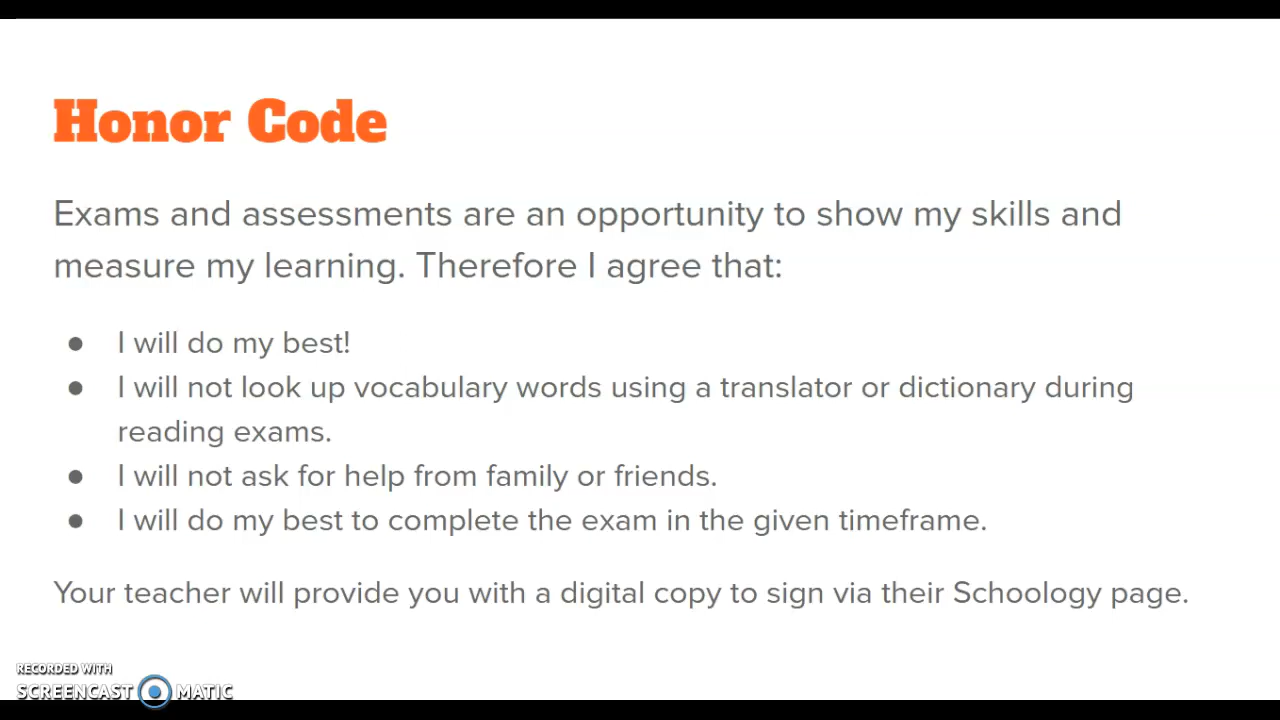 Honor Code
Exams and assessments are an opportunity to show my skills and
measure my learning. Therefore I agree that:
● I will do my best!
● I will not look up vocabulary words using a translator or dictionary during
reading exams.
● I will not ask for help from family or friends.
● I will do my best to complete the exam in the given timeframe.
Your teacher will provide you with a digital copy to sign via their Schoology page.
RECORDED WITH
SCREENCAST MATIC